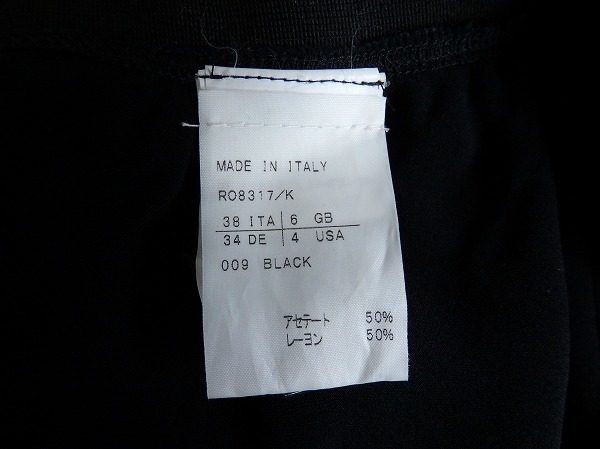 MADE IN ITALY
RO8317/K
38 ITA 6 GB
34 DE 4 USA
009 BLACK
アセテート 50%
レーヨン 50%